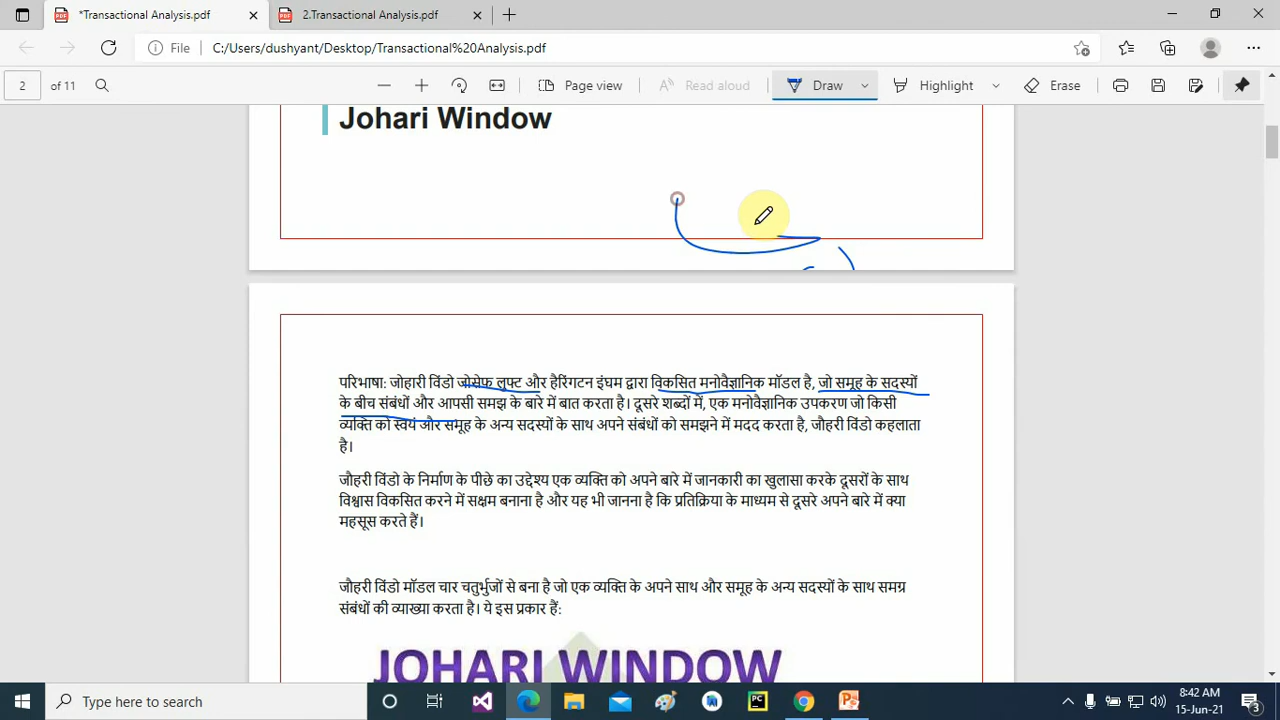 *Transactional Analysis.pdf
2.Transactional Analysis.pdf
File C:/Users/dushyant/Desktop/Transactional%20Analysis.pdf
2 of 11
Page view
Read aloud
Draw
Highlight
Erase
Johari Window
परिभाषा: जोहारी विंडो जोसेफ लुफ्ट और हैरिंगटन इंघम द्वारा विकसित मनोवैज्ञानिक मॉडल है, जो समूह के सदस्यों
के बीच संबंधों और आपसी समझ के बारे में बात करता है। दूसरे शब्दों में, एक मनोवैज्ञानिक उपकरण जो किसी
व्यक्ति को स्वयं और समूह के अन्य सदस्यों के साथ अपने संबंधों को समझने में मदद करता है, जौहरी विंडो कहलाता
है।
जौहरी विंडो के निर्माण के पीछे का उद्देश्य एक व्यक्ति को अपने बारे में जानकारी का खुलासा करके दूसरों के साथ
विश्वास विकसित करने में सक्षम बनाना है और यह भी जानना है कि प्रतिक्रिया के माध्यम से दूसरे अपने बारे में क्या
महसूस करते हैं।
जौहरी विंडो मॉडल चार चतुर्भुजों से बना है जो एक व्यक्ति के अपने साथ और समूह के अन्य सदस्यों के साथ समग्र
संबंधों की व्याख्या करता है। ये इस प्रकार हैं:
JOHARI WINDOW
Type here to search
8:42 AM
15-Jun-21
3